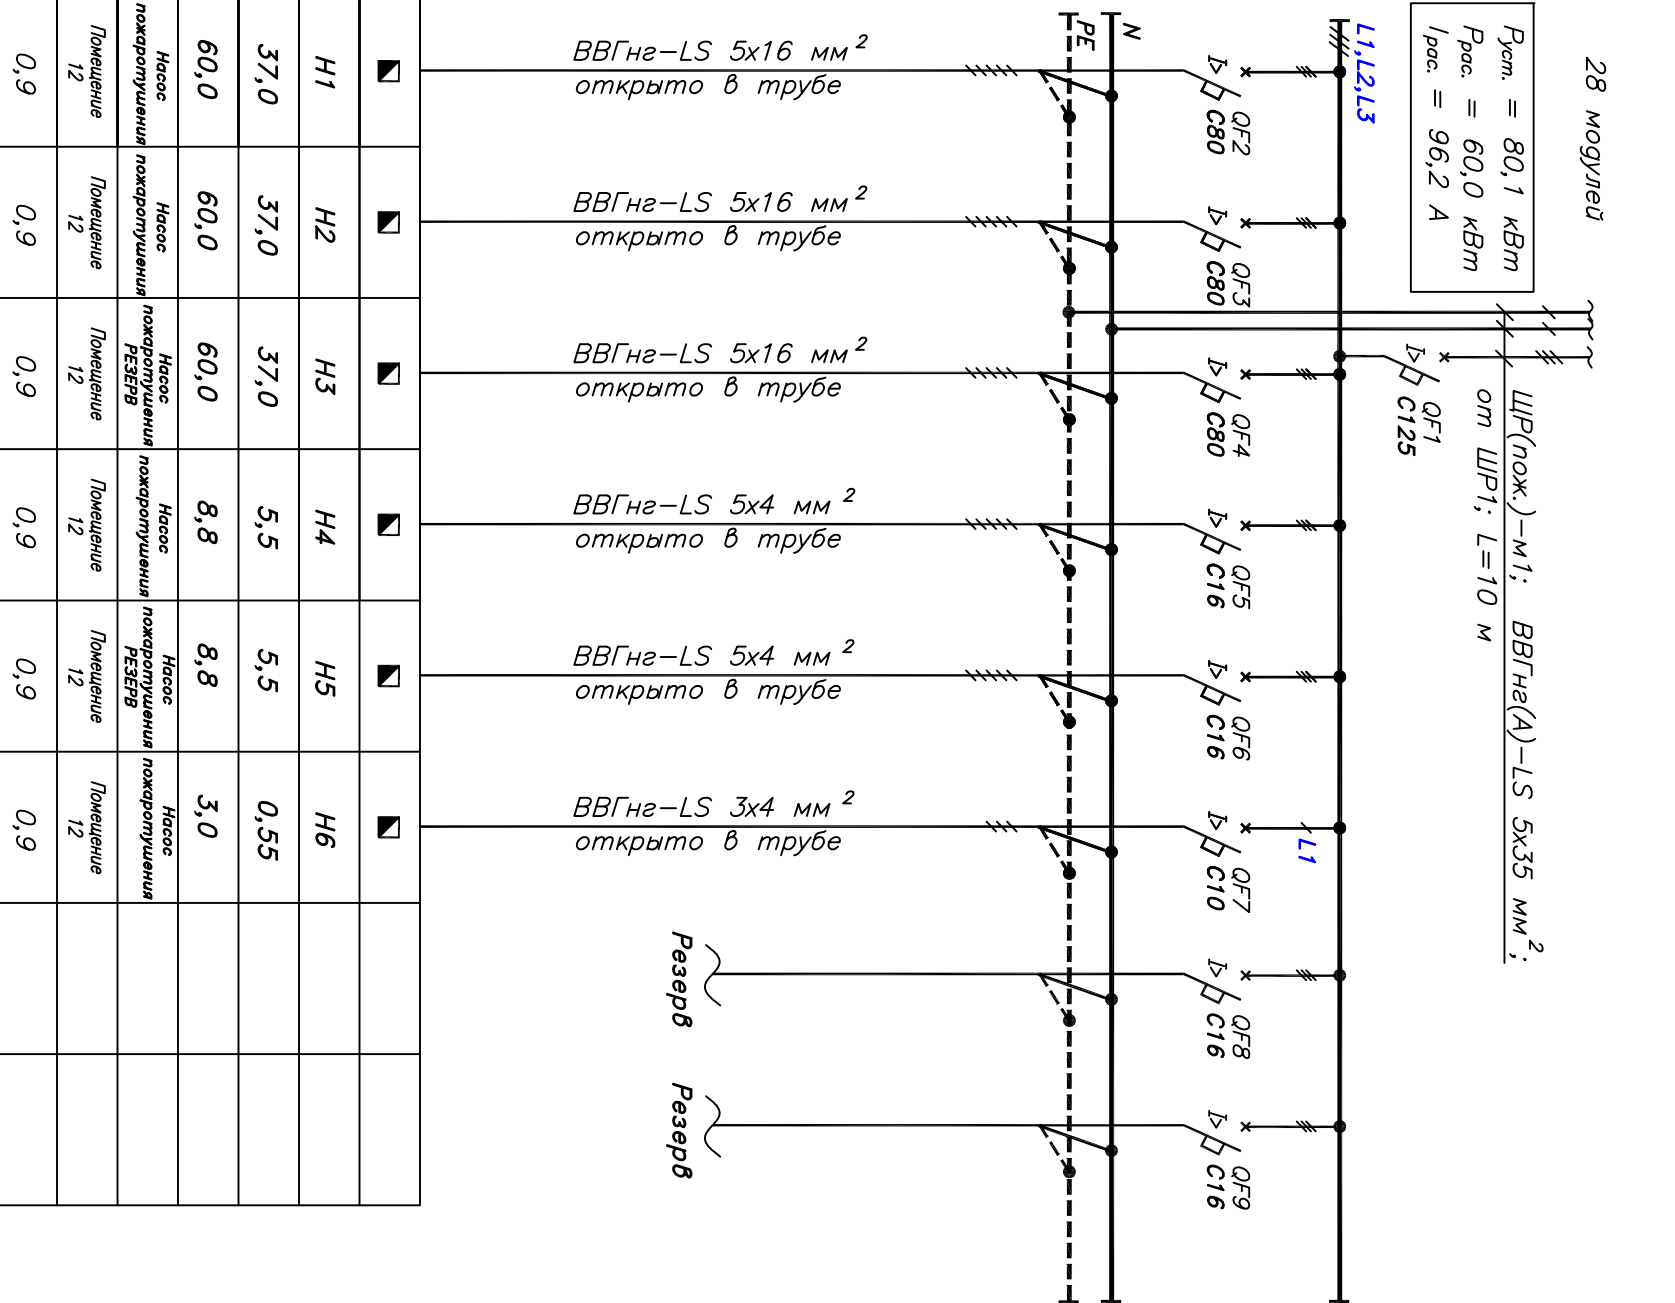 28 модулей
Pуст. = 80,1 кВт
Pрас. = 60,0 кВт
Iрас. = 96,2 А
ЩР(пож.)-м1; ВВГнг(А)-LS 5х35 мм²;
от ШР1; L=10 м
QF1
C125
L1,L2,L3
N
PE
QF2
C80
QF3
C80
QF4
C80
QF5
C16
QF6
C16
L1
QF7
C10
QF8
C16
QF9
C16
ВВГнг-LS 5х16 мм²
открыто в трубе
ВВГнг-LS 5х16 мм²
открыто в трубе
ВВГнг-LS 5х16 мм²
открыто в трубе
ВВГнг-LS 5х4 мм²
открыто в трубе
ВВГнг-LS 5х4 мм²
открыто в трубе
ВВГнг-LS 3х4 мм²
открыто в трубе
Резерв
Резерв
Н1 Н2 Н3 Н4 Н5 Н6
37,0 37,0 37,0 5,5 5,5 0,55
60,0 60,0 60,0 8,8 8,8 3,0
Насос
пожаротушения
Насос
пожаротушения
Насос
пожаротушения
РЕЗЕРВ
Насос
пожаротушения
Насос
пожаротушения
РЕЗЕРВ
Насос
пожаротушения
Помещение
12
Помещение
12
Помещение
12
Помещение
12
Помещение
12
Помещение
12
0,9 0,9 0,9 0,9 0,9 0,9